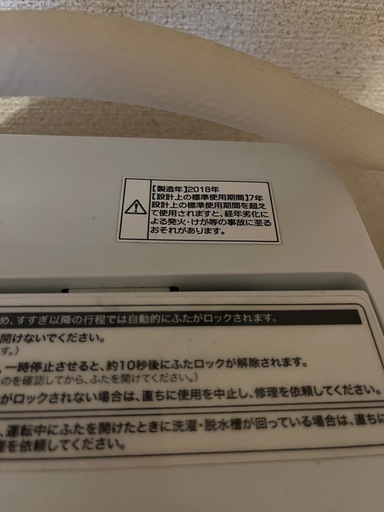 【製造年】2018年
【設計上の標準使用期間】7年
設計上の標準使用期間を超え
て使用されますと、経年劣化に
よる発火・けが等の事故に至る
おそれがあります。
め、すすぎ以降の行程では自動的にふたがロックされます。
開けないでください。
す。）
、一時停止させると、約10秒後にふたロックが解除されます。
のを確認してから、ふたを開けてください。）
がロックされない場合は、直ちに使用を中止し、修理を依頼してください。
、運転中にふたを開けたときに洗濯・脱水槽が回っている場合は、直ちに
理を依頼してください。